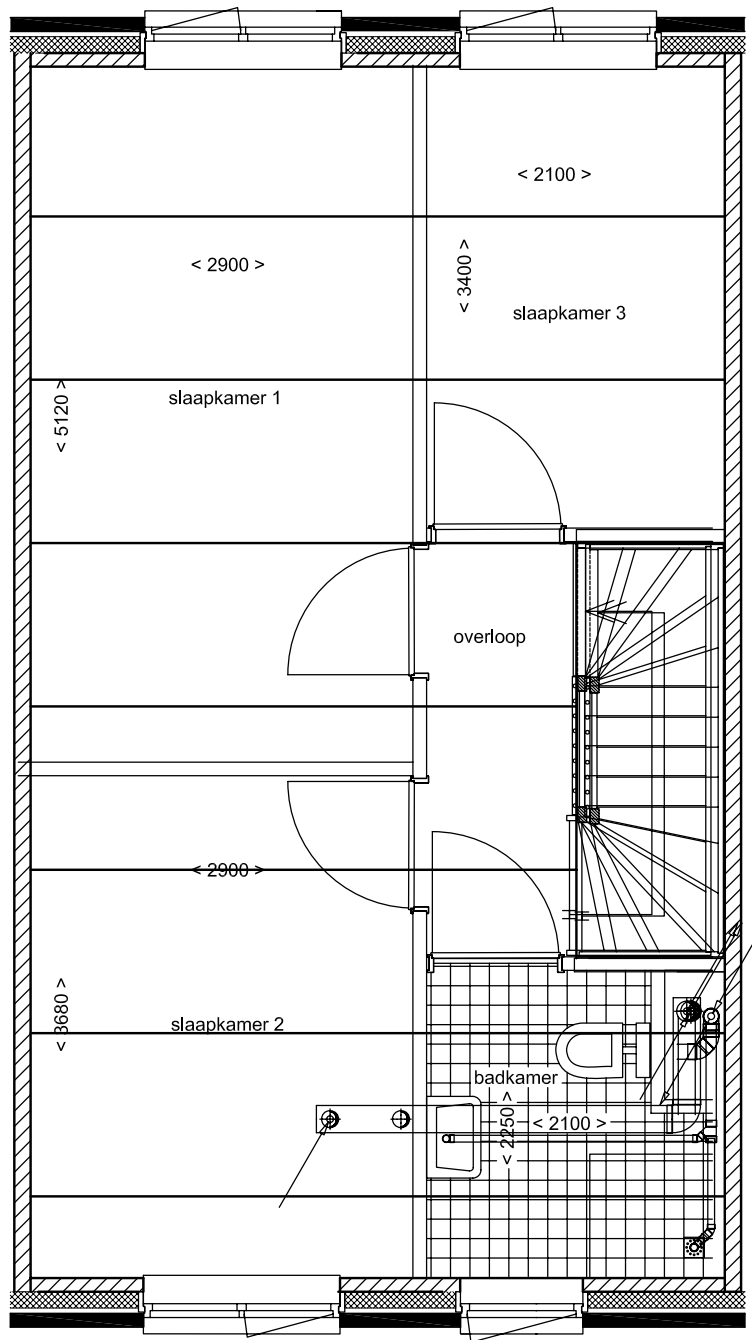 < 2100 >
< 2900 >
< 3400 >
slaapkamer 3
slaapkamer 1
< 5120 >
overloop
< 2900 >
< 3680 >
slaapkamer 2
badkamer
< 2250 >
< 2100 >